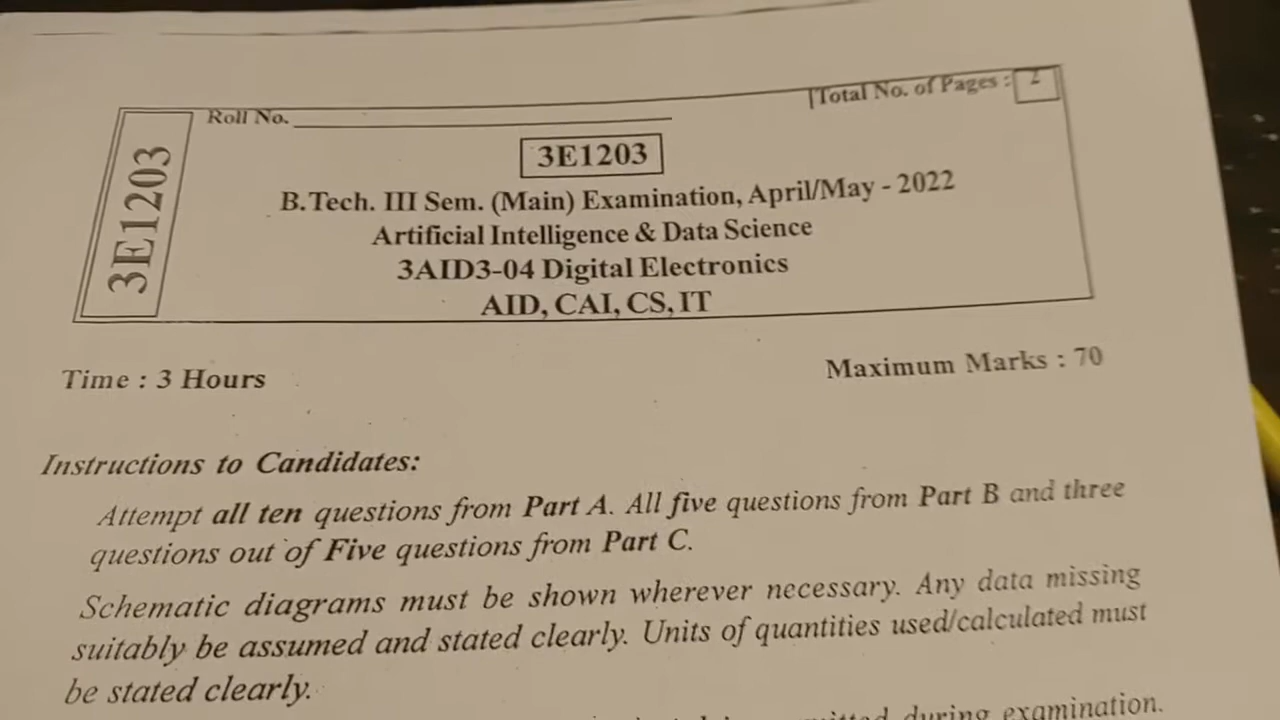 Roll No.
Total No. of Pages : 2
3E1203
3E1203
B.Tech. III Sem. (Main) Examination, April/May - 2022
Artificial Intelligence & Data Science
3AID3-04 Digital Electronics
AID, CAI, CS, IT
Time : 3 Hours
Maximum Marks : 70
Instructions to Candidates:
Attempt all ten questions from Part A. All five questions from Part B and three
questions out of Five questions from Part C.
Schematic diagrams must be shown wherever necessary. Any data missing
suitably be assumed and stated clearly. Units of quantities used/calculated must
be stated clearly.
during examination.